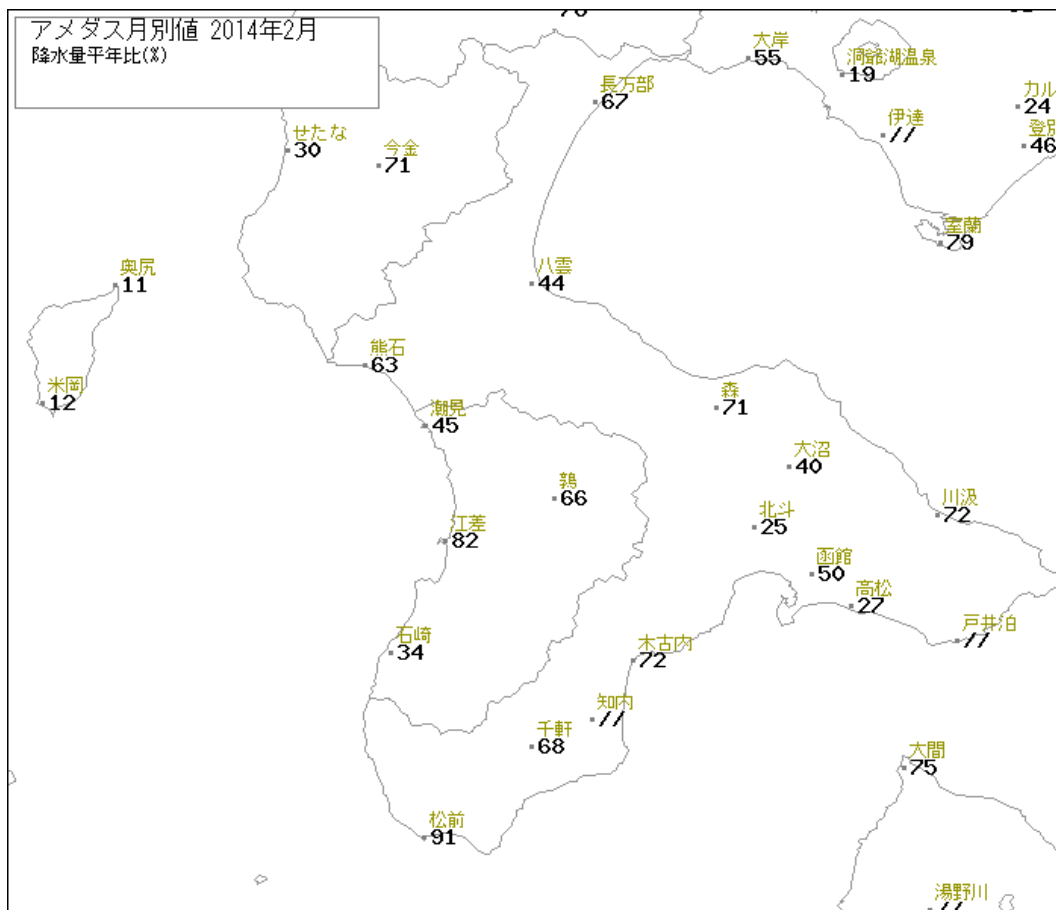 アメダス月別値 2014年2月
降水量平年比(%)
大岸
55
洞爺湖温泉
19
長万部
67
カル
24
伊達
//
登別
46
せたな
30
今金
71
室蘭
79
奥尻
11
八雲
44
熊石
63
米岡
12
潮見
45
森
71
大沼
40
鶉
66
川汲
72
北斗
25
江差
82
函館
50
高松
27
戸井泊
//
石崎
34
木古内
72
知内
//
千軒
68
大間
75
松前
91
湯野川
//